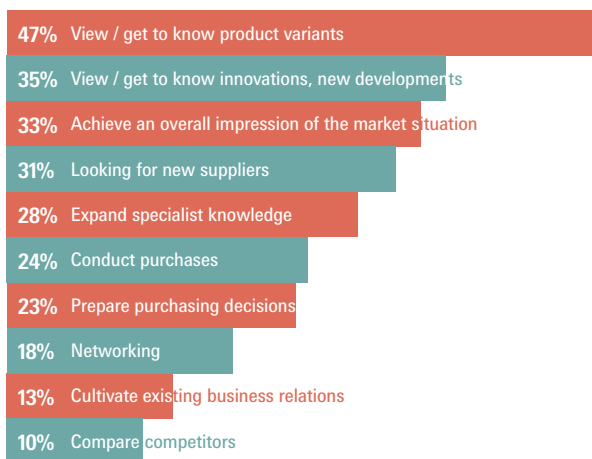 47% View / get to know product variants
35% View / get to know innovations, new developments
33% Achieve an overall impression of the market situation
31% Looking for new suppliers
28% Expand specialist knowledge
24% Conduct purchases
23% Prepare purchasing decisions
18% Networking
13% Cultivate existing business relations
10% Compare competitors